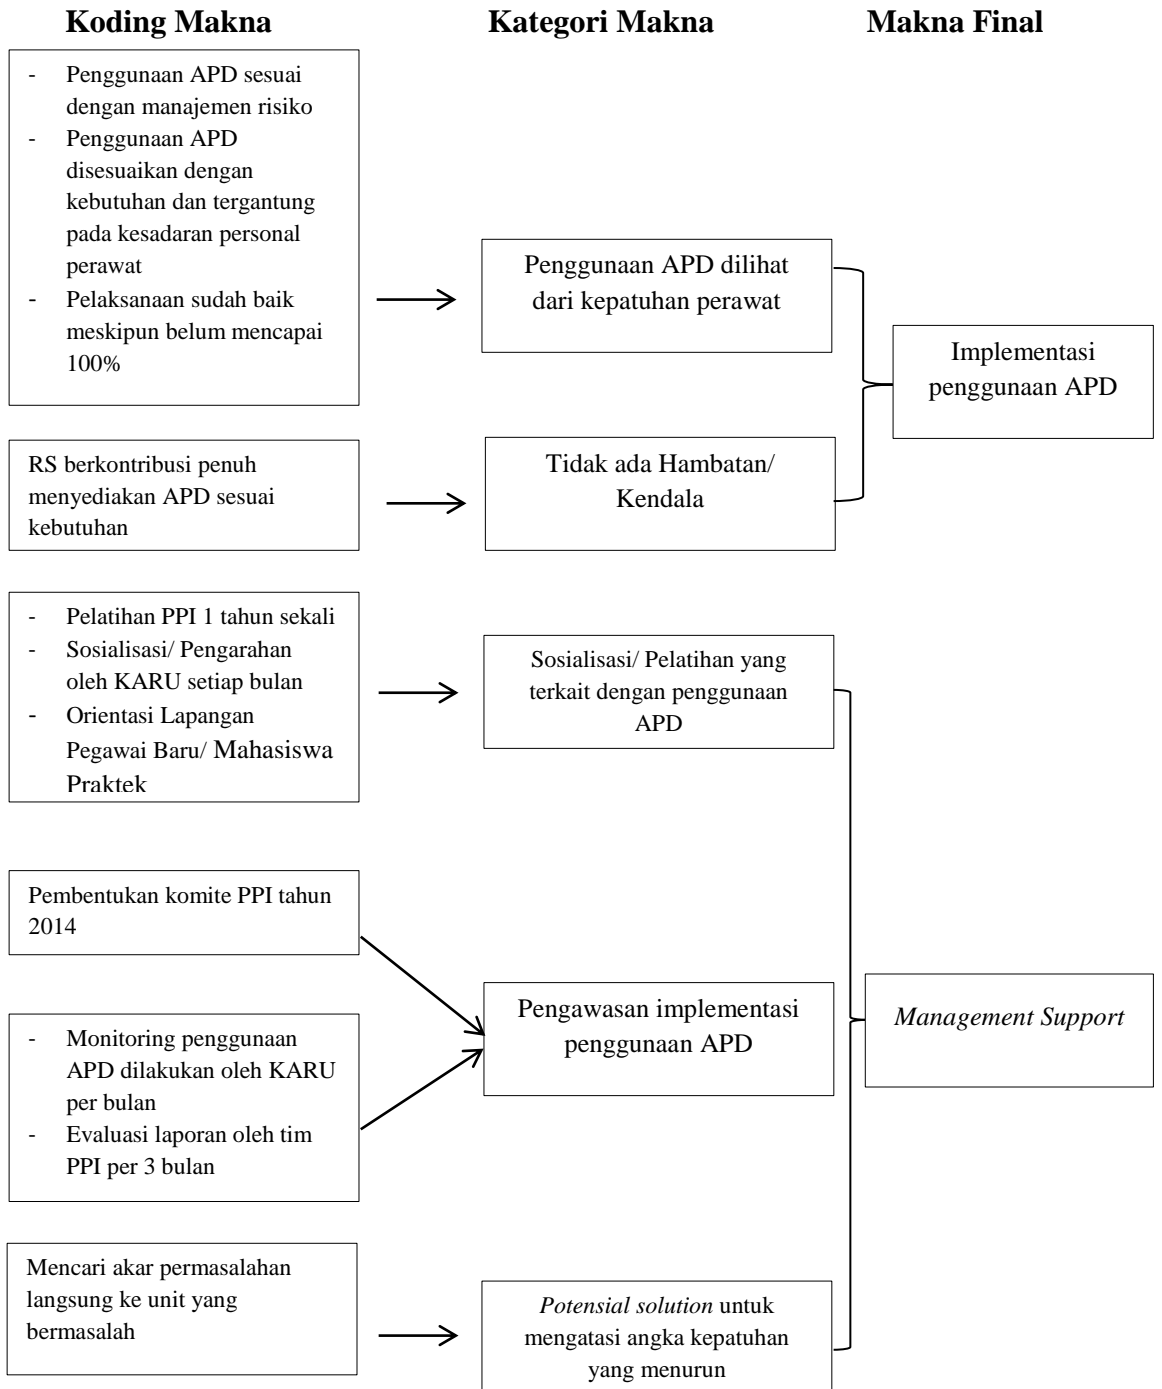 Koding Makna
Kategori Makna
Makna Final
- Penggunaan APD sesuai
dengan manajemen risiko
- Penggunaan APD
disesuaikan dengan
kebutuhan dan tergantung
pada kesadaran personal
perawat
- Pelaksanaan sudah baik
meskipun belum mencapai
100%
Penggunaan APD dilihat
dari kepatuhan perawat
Implementasi
penggunaan APD
RS berkontribusi penuh
menyediakan APD sesuai
kebutuhan
Tidak ada Hambatan/
Kendala
- Pelatihan PPI 1 tahun sekali
- Sosialisasi/ Pengarahan
oleh KARU setiap bulan
- Orientasi Lapangan
Pegawai Baru/ Mahasiswa
Praktek
Sosialisasi/ Pelatihan yang
terkait dengan penggunaan
APD
Pembentukan komite PPI tahun
2014
- Monitoring penggunaan
APD dilakukan oleh KARU
per bulan
- Evaluasi laporan oleh tim
PPI per 3 bulan
Pengawasan implementasi
penggunaan APD
Management Support
Mencari akar permasalahan
langsung ke unit yang
bermasalah
Potensial solution untuk
mengatasi angka kepatuhan
yang menurun